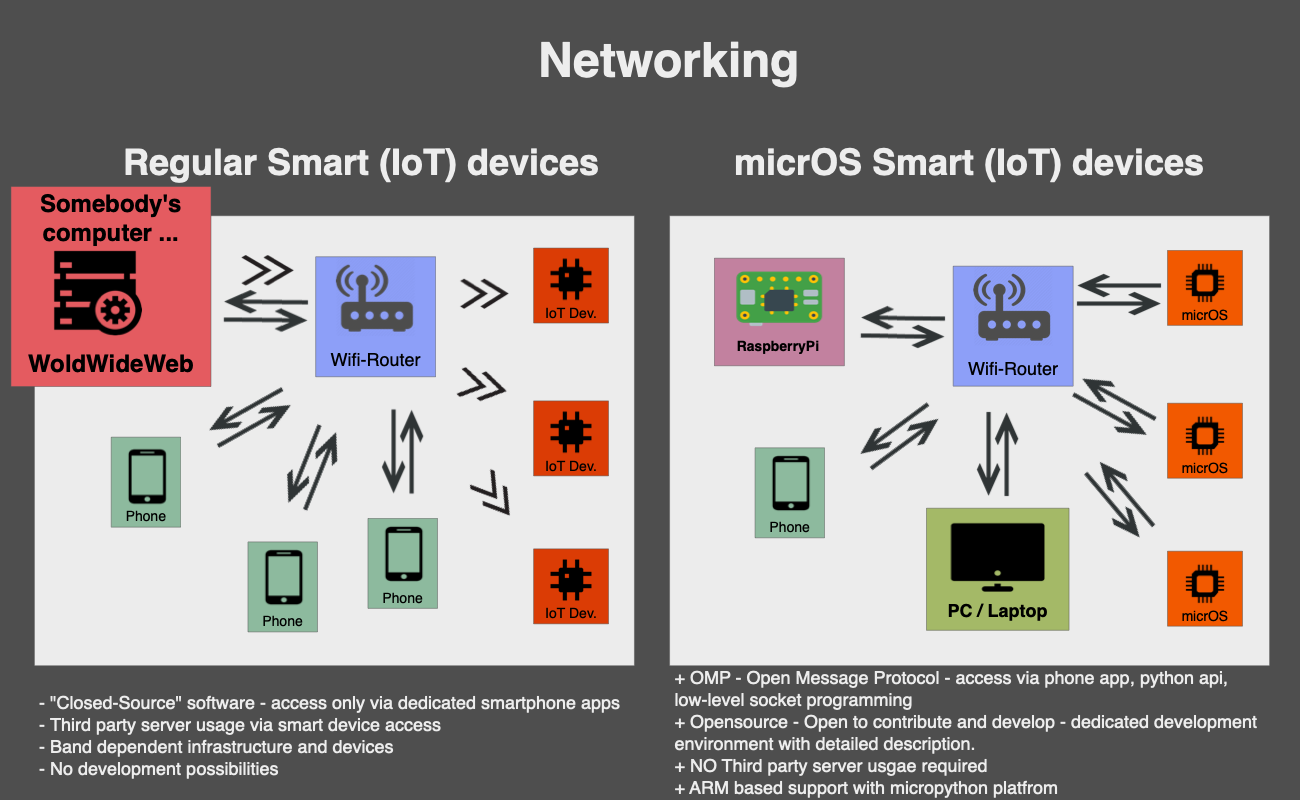 Networking
Regular Smart (IoT) devices
Somebody's
computer ...
WoldWideWeb
Wifi-Router
IoT Dev.
IoT Dev.
IoT Dev.
Phone
Phone
Phone
- "Closed-Source" software - access only via dedicated smartphone apps
- Third party server usage via smart device access
- Band dependent infrastructure and devices
- No development possibilities
micrOS Smart (IoT) devices
RaspberryPi
Wifi-Router
micrOS
micrOS
micrOS
Phone
PC / Laptop
+ OMP - Open Message Protocol - access via phone app, python api,
low-level socket programming
+ Opensource - Open to contribute and develop - dedicated development
environment with detailed description.
+ NO Third party server usgae required
+ ARM based support with micropython platfrom